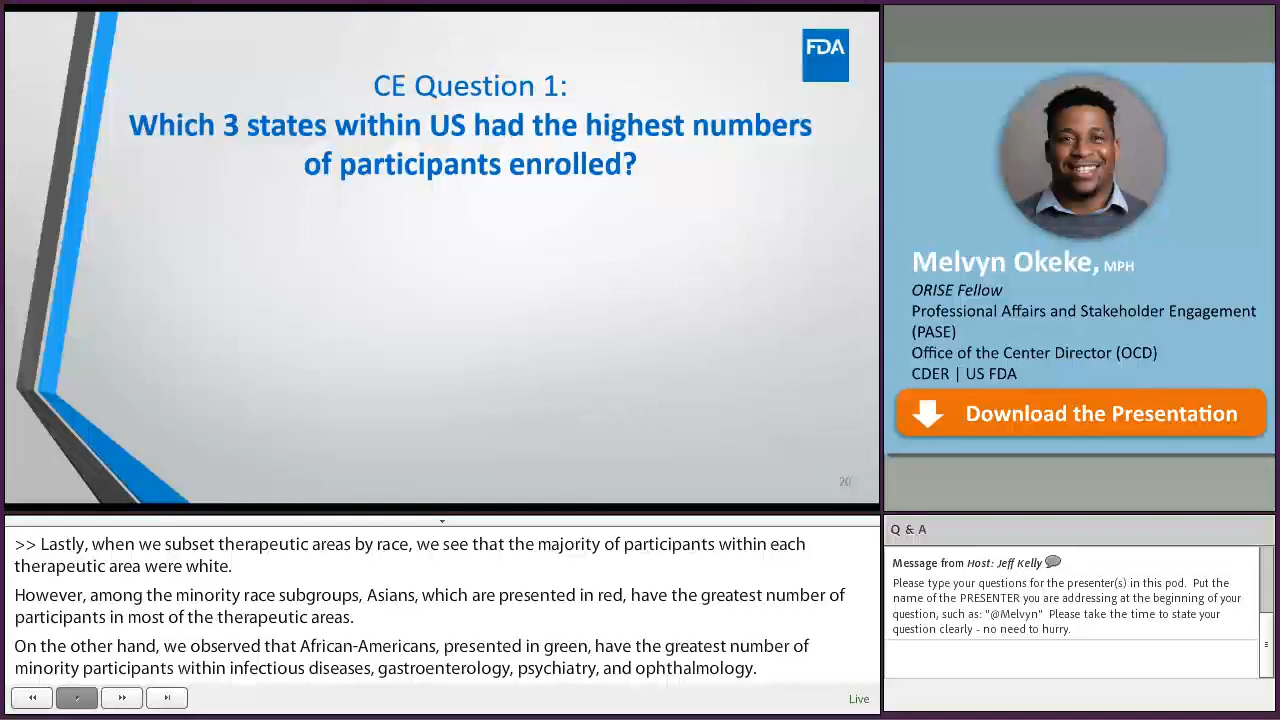 FDA
CE Question 1:
Which 3 states within US had the highest numbers
of participants enrolled?
20
Melvyn Okeke, MPH
ORISE Fellow
Professional Affairs and Stakeholder Engagement
(PASE)
Office of the Center Director (OCD)
CDER | US FDA
Download the Presentation
>> Lastly, when we subset therapeutic areas by race, we see that the majority of participants within each
therapeutic area were white.
However, among the minority race subgroups, Asians, which are presented in red, have the greatest number of
participants in most of the therapeutic areas.
On the other hand, we observed that African-Americans, presented in green, have the greatest number of
minority participants within infectious diseases, gastroenterology, psychiatry, and ophthalmology.
Live
Q & A
Message from Host: Jeff Kelly
Please type your questions for the presenter(s) in this pod. Put the
name of the PRESENTER you are addressing at the beginning of your
question, such as: "@Melvyn" Please take the time to state your
question clearly - no need to hurry.